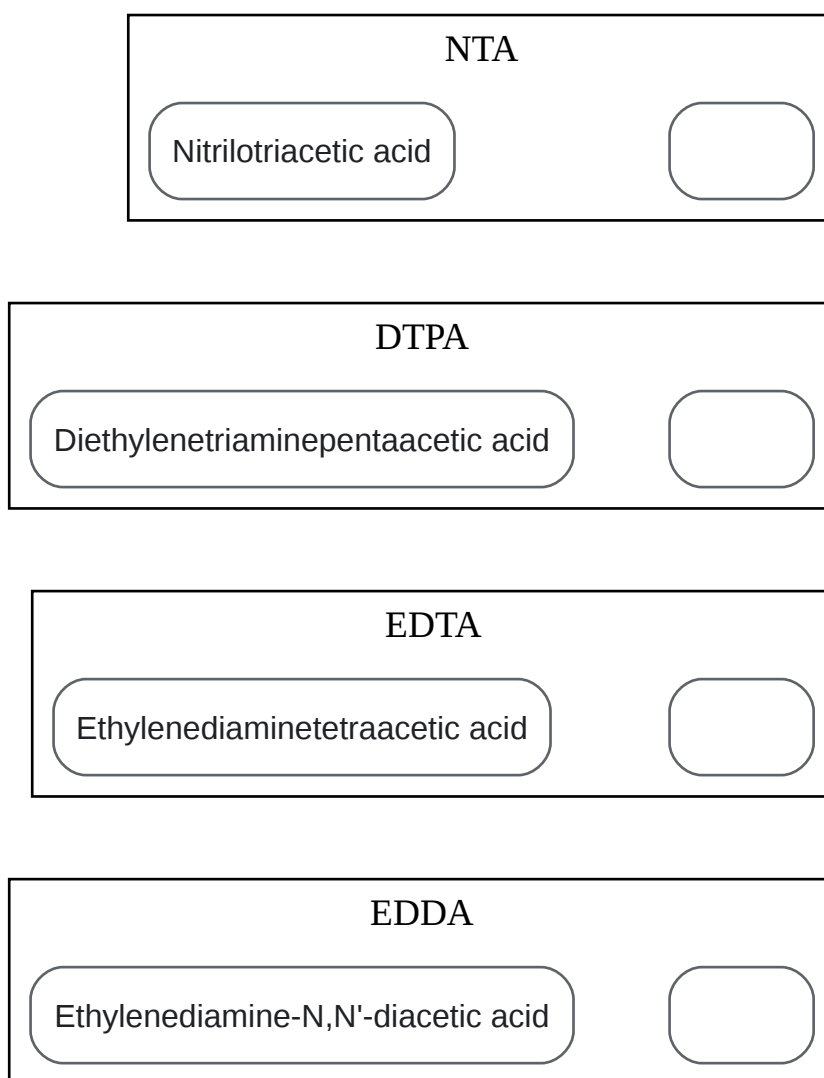 NTA
Nitrilotriacetic acid
DTPA
Diethylenetriaminepentaacetic acid
EDTA
Ethylenediaminetetraacetic acid
EDDA
Ethylenediamine-N,N'-diacetic acid